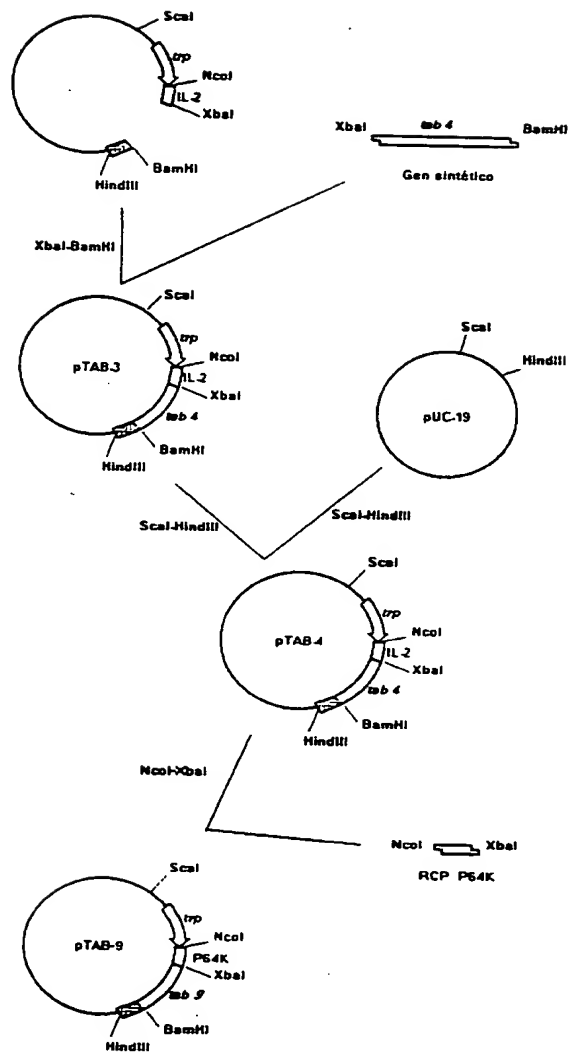 ScaI
trp
NcoI
IL-2
XbaI
BamHI
HindIII
XbaI
tab 4
BamHI
Gen sintético
XbaI-BamHI
ScaI
trp
NcoI
IL-2
XbaI
tab 4
BamHI
HindIII
pTAB-3
ScaI
HindIII
pUC-19
ScaI-HindIII
ScaI-HindIII
ScaI
trp
NcoI
IL-2
XbaI
tab 4
BamHI
HindIII
pTAB-4
NcoI-XbaI
NcoI
XbaI
RCP P64K
ScaI
trp
NcoI
P64K
XbaI
tab 9
BamHI
HindIII
pTAB-9